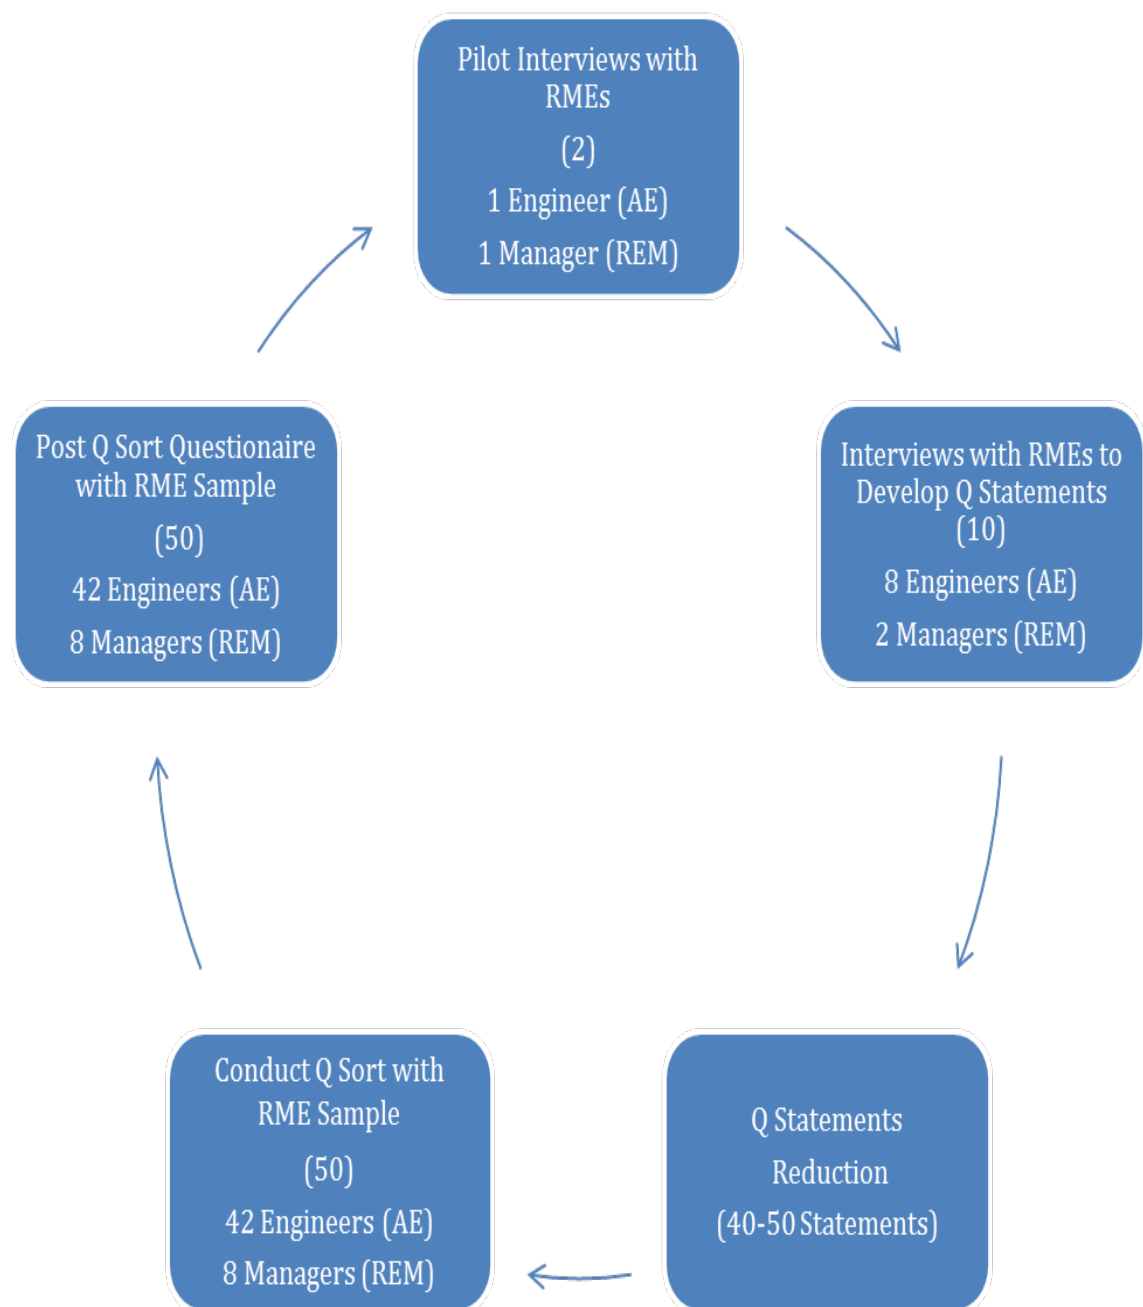 Pilot Interviews with
RMEs
(2)
1 Engineer (AE)
1 Manager (REM)
Interviews with RMEs to
Develop Q Statements
(10)
8 Engineers (AE)
2 Managers (REM)
Q Statements
Reduction
(40-50 Statements)
Conduct Q Sort with
RME Sample
(50)
42 Engineers (AE)
8 Managers (REM)
Post Q Sort Questionaire
with RME Sample
(50)
42 Engineers (AE)
8 Managers (REM)